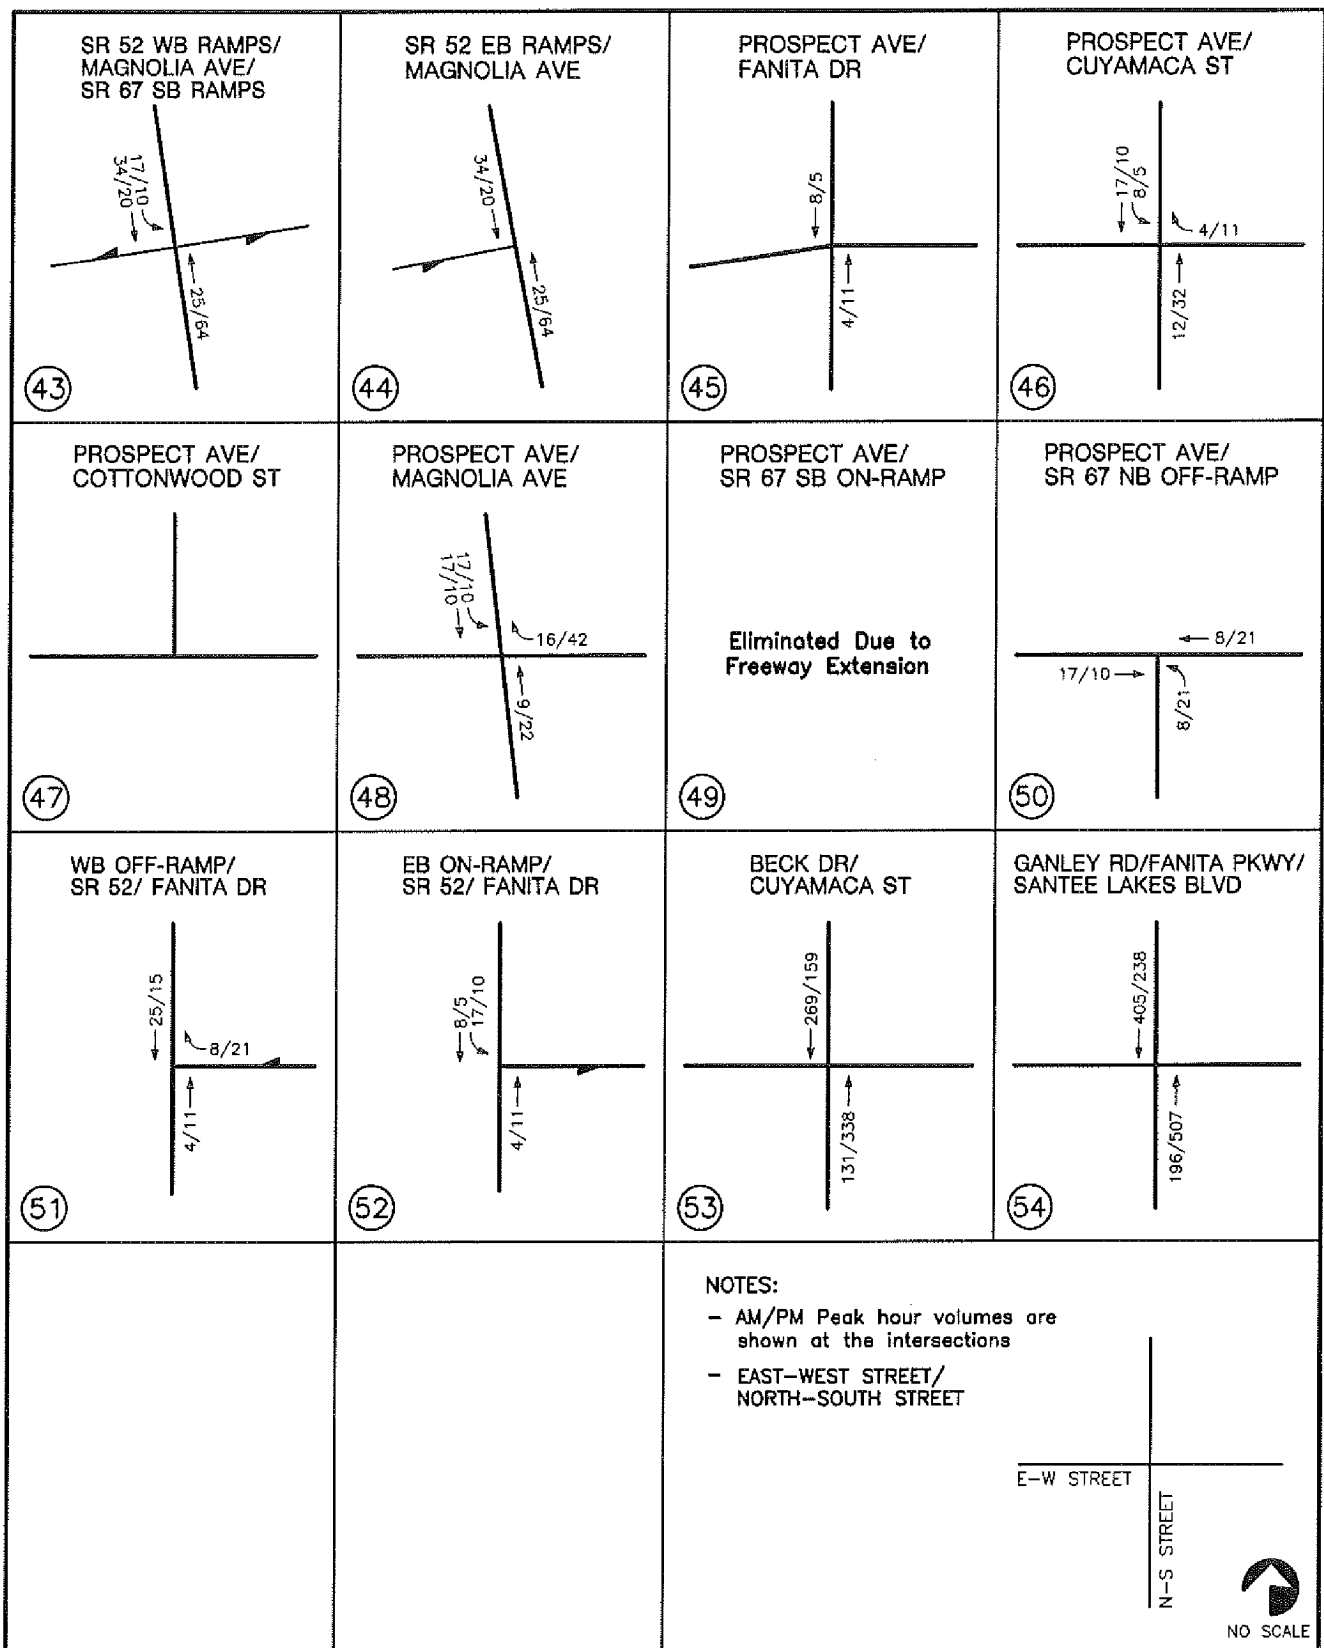 SR 52 WB RAMPS/
MAGNOLIA AVE/
SR 67 SB RAMPS
17/10
34/20
25/64
43
SR 52 EB RAMPS/
MAGNOLIA AVE
34/20
25/64
44
PROSPECT AVE/
FANITA DR
8/5
4/11
45
PROSPECT AVE/
CUYAMACA ST
17/10
8/5
4/11
12/32
46
PROSPECT AVE/
COTTONWOOD ST
47
PROSPECT AVE/
MAGNOLIA AVE
17/10
17/10
16/42
9/22
48
PROSPECT AVE/
SR 67 SB ON-RAMP
Eliminated Due to
Freeway Extension
49
PROSPECT AVE/
SR 67 NB OFF-RAMP
8/21
17/10
8/21
50
WB OFF-RAMP/
SR 52/ FANITA DR
25/15
8/21
4/11
51
EB ON-RAMP/
SR 52/ FANITA DR
8/5
17/10
4/11
52
BECK DR/
CUYAMACA ST
269/159
131/338
53
GANLEY RD/FANITA PKWY/
SANTEE LAKES BLVD
405/238
196/507
54
NOTES:
- AM/PM Peak hour volumes are
shown at the intersections
- EAST-WEST STREET/
NORTH-SOUTH STREET
E-W STREET
N-S STREET
NO SCALE